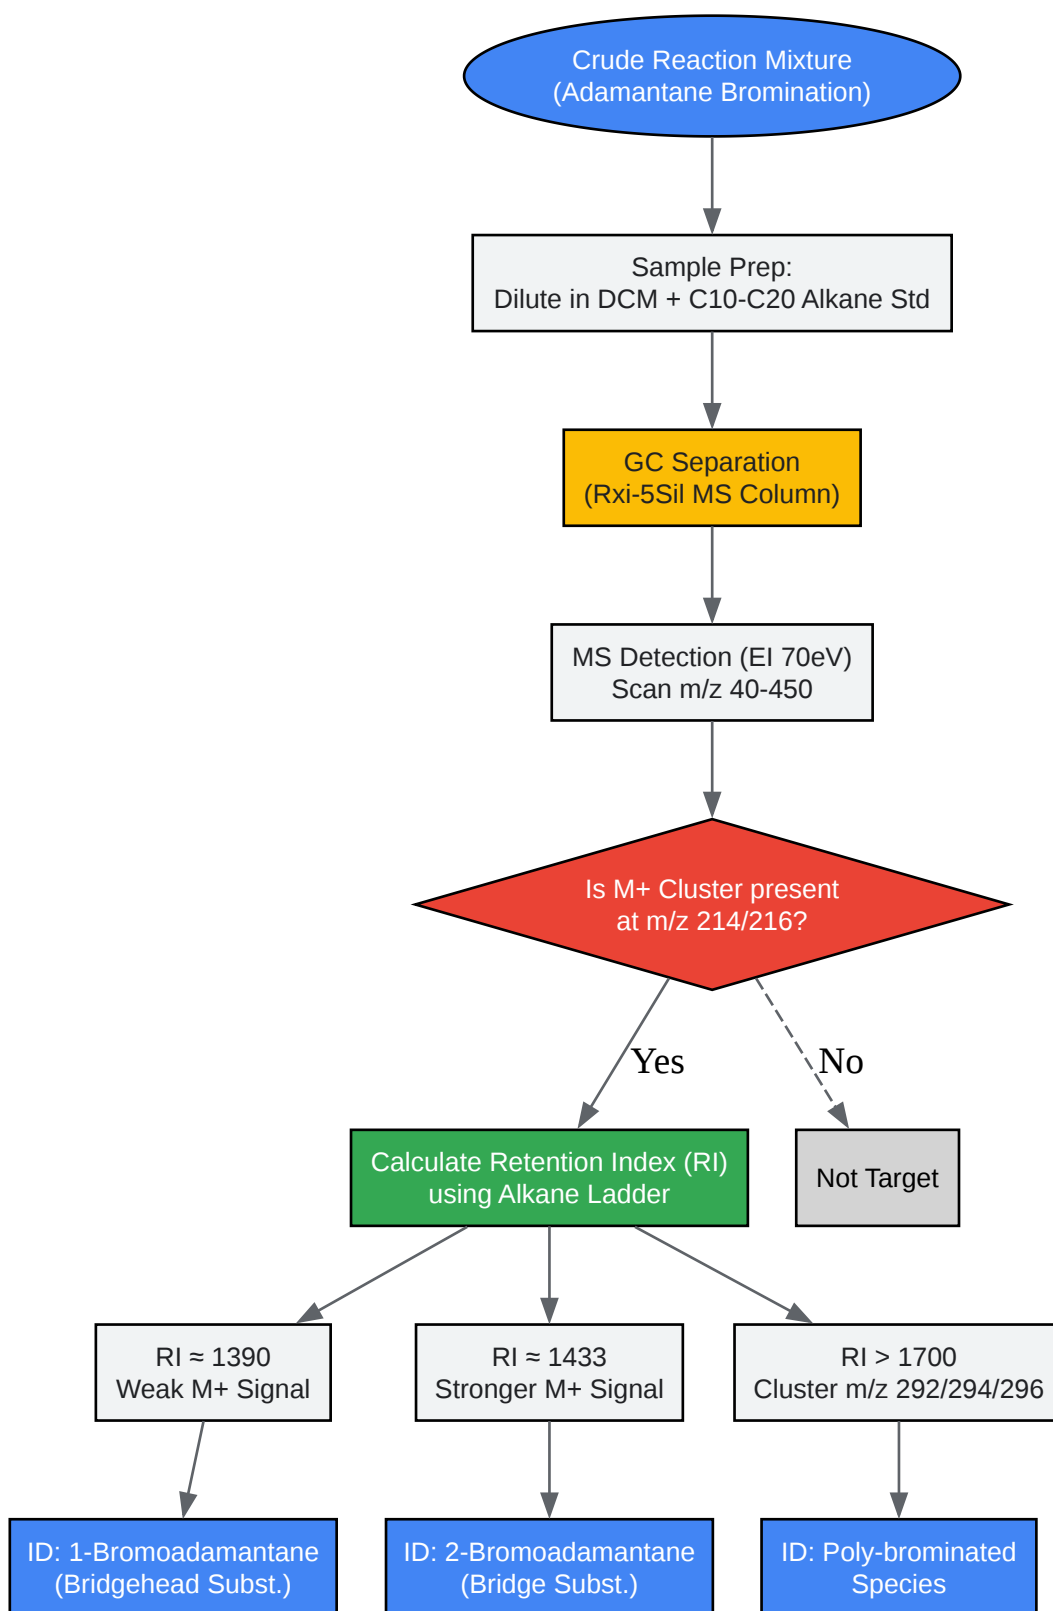 Crude Reaction Mixture
(Adamantane Bromination)
Sample Prep:
Dilute in DCM + C10-C20 Alkane Std
GC Separation
(Rxi-5Sil MS Column)
MS Detection (EI 70eV)
Scan m/z 40-450
Is M+ Cluster present
at m/z 214/216?
Yes
No
Calculate Retention Index (RI)
using Alkane Ladder
Not Target
RI ≈ 1390
Weak M+ Signal
RI ≈ 1433
Stronger M+ Signal
RI > 1700
Cluster m/z 292/294/296
ID: 1-Bromoadamantane
(Bridgehead Subst.)
ID: 2-Bromoadamantane
(Bridge Subst.)
ID: Poly-brominated
Species